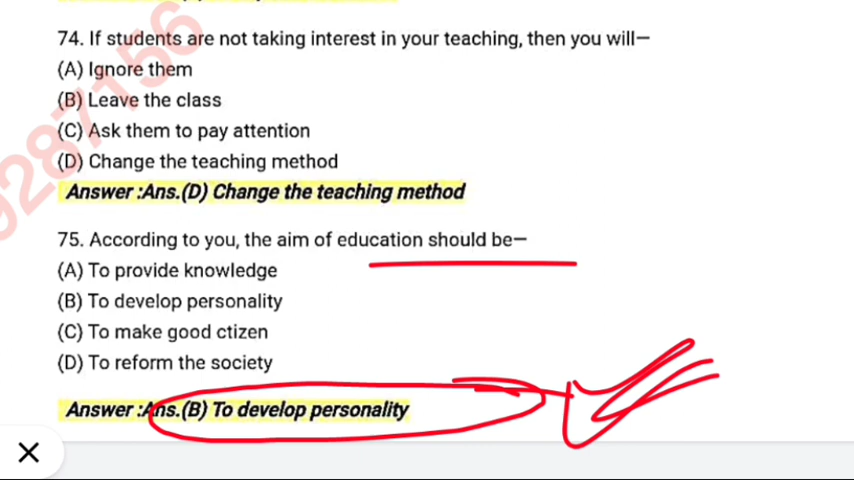 74. If students are not taking interest in your teaching, then you will—
(A) Ignore them
(B) Leave the class
(C) Ask them to pay attention
(D) Change the teaching method
Answer :Ans.(D) Change the teaching method
75. According to you, the aim of education should be—
(A) To provide knowledge
(B) To develop personality
(C) To make good ctizen
(D) To reform the society
Answer :Ans.(B) To develop personality
9287156